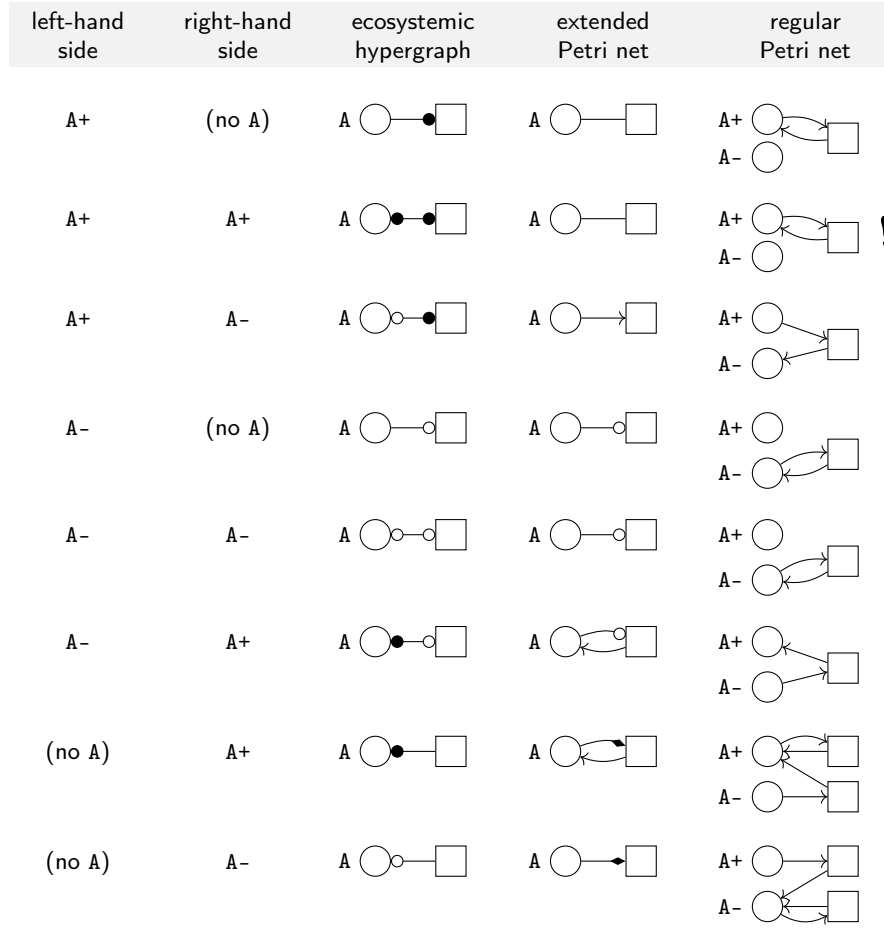 left-hand side right-hand side ecosystemic hypergraph extended Petri net regular Petri net
A+ (no A) A A A+
A-
A+ A+ A A A+
A-
A+ A- A A A+
A-
A- (no A) A A A+
A-
A- A- A A A+
A-
A- A+ A A A+
A-
(no A) A+ A A A+
A-
(no A) A- A A A+
A-